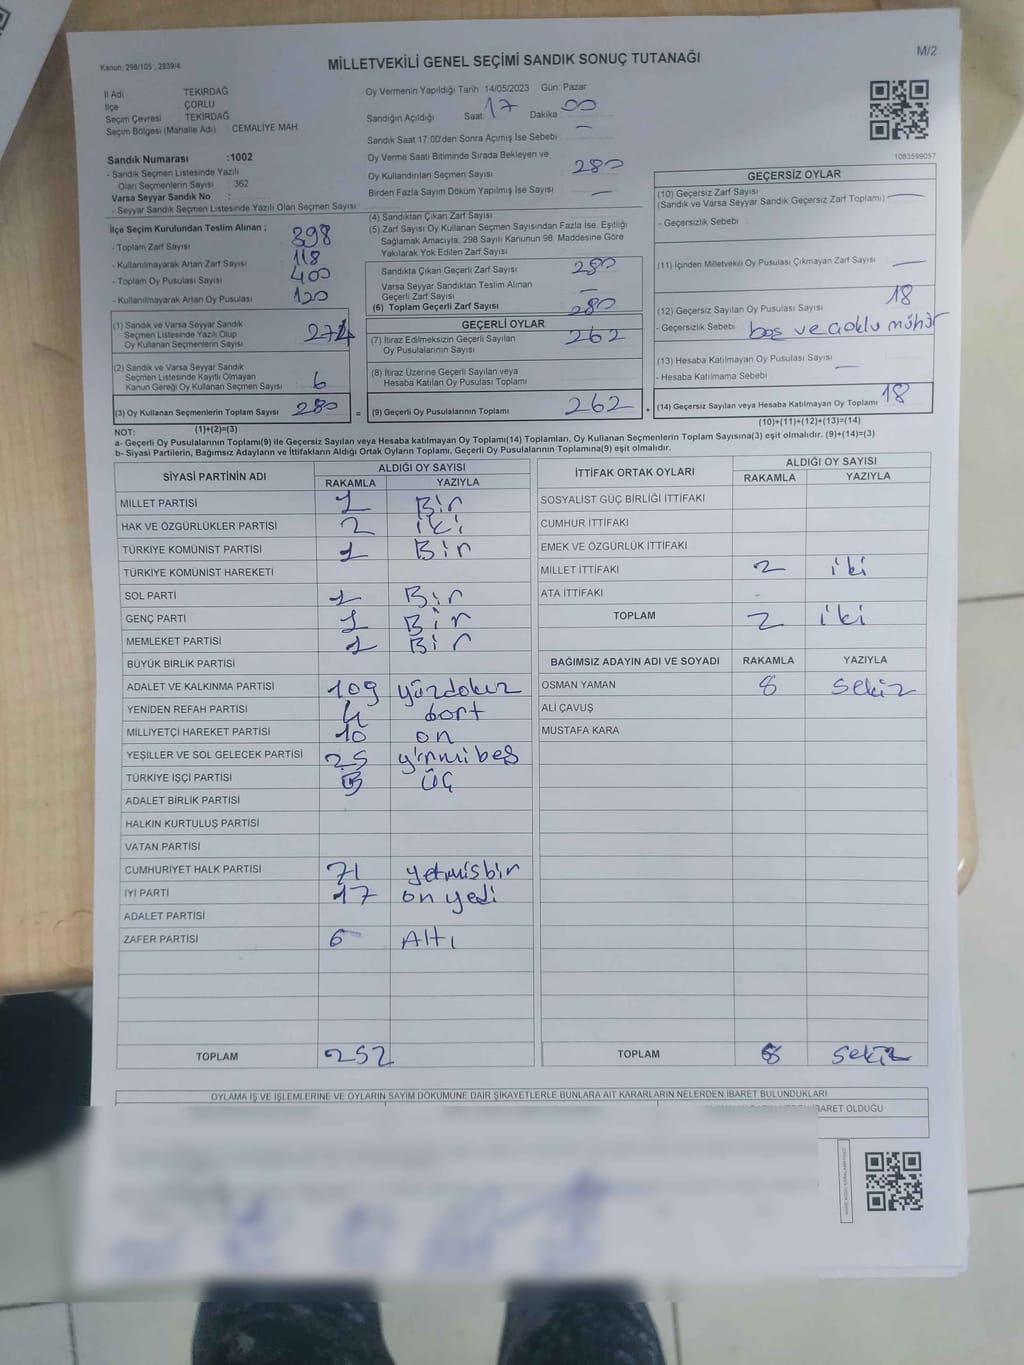 Kanun, 298/105 , 2839/4
MİLLETVEKİLİ GENEL SEÇİMİ SANDIK SONUÇ TUTANAĞI
M/2
İl Adı TEKİRDAĞ
İlçe ÇORLU
Seçim Çevresi TEKİRDAĞ
Seçim Bölgesi (Mahalle Adı) CEMALİYE MAH
Oy Vermenin Yapıldığı Tarih 14/05/2023 Gün: Pazar
Sandığın Açıldığı Saat: 17 Dakika 00
Sandık Saat 17:00'den Sonra Açımış İse Sebebi : —
Sandık Numarası :1002
- Sandık Seçmen Listesinde Yazılı
Olan Seçmenlerin Sayısı : 362
Varsa Seyyar Sandık No :
- Seyyar Sandık Seçmen Listesinde Yazılı Olan Seçmen Sayısı:
Oy Verme Saati Bitiminde Sırada Bekleyen ve
Oy Kullandırılan Seçmen Sayısı 280
Birden Fazla Sayım Döküm Yapılmış İse Sayısı —
1083599057
İlçe Seçim Kurulundan Teslim Alınan ;
- Toplam Zarf Sayısı 398
- Kullanılmayarak Artan Zarf Sayısı 118
- Toplam Oy Pusulası Sayısı 400
- Kullanılmayarak Artan Oy Pusulası 120
(4) Sandıktan Çıkan Zarf Sayısı
(5) Zarf Sayısı Oy Kullanan Seçmen Sayısından Fazla İse, Eşitliği
Sağlamak Amacıyla: 298 Sayılı Kanunun 98. Maddesine Göre
Yakılarak Yok Edilen Zarf Sayısı
Sandıkta Çıkan Geçerli Zarf Sayısı 280
Varsa Seyyar Sandıktan Teslim Alınan
Geçerli Zarf Sayısı —
(6) Toplam Geçerli Zarf Sayısı 280
GEÇERSİZ OYLAR
(10) Geçersiz Zarf Sayısı
(Sandık ve Varsa Seyyar Sandık Geçersiz Zarf Toplamı) —
- Geçersizlik Sebebi :
(11) İçinden Milletvekili Oy Pusulası Çıkmayan Zarf Sayısı —
(12) Geçersiz Sayılan Oy Pusulası Sayısı 18
- Geçersizlik Sebebi boş ve çoklu mühür
(13) Hesaba Katılmayan Oy Pusulası Sayısı —
- Hesaba Katılmama Sebebi
(14) Geçersiz Sayılan veya Hesaba Katılmayan Oy Toplamı 18
(10)+(11)+(12)+(13)=(14)
(1) Sandık ve Varsa Seyyar Sandık
Seçmen Listesinde Yazılı Olup
Oy Kullanan Seçmenlerin Sayısı 274
(2) Sandık ve Varsa Seyyar Sandık
Seçmen Listesinde Kayıtlı Olmayan
Kanun Gereği Oy Kullanan Seçmen Sayısı 6
(3) Oy Kullanan Seçmenlerin Toplam Sayısı 280 =
(1)+(2)=(3)
GEÇERLİ OYLAR
(7) İtiraz Edilmeksizin Geçerli Sayılan
Oy Pusulalarının Sayısı 262
(8) İtiraz Üzerine Geçerli Sayılan veya
Hesaba Katılan Oy Pusulası Toplamı
(9) Geçerli Oy Pusulalarının Toplamı 262 +
NOT:
a- Geçerli Oy Pusulalarının Toplamı(9) ile Geçersiz Sayılan veya Hesaba katılmayan Oy Toplamı(14) Toplamları, Oy Kullanan Seçmenlerin Toplam Sayısına(3) eşit olmalıdır. (9)+(14)=(3)
b- Siyasi Partilerin, Bağımsız Adayların ve İttifakların Aldığı Ortak Oyların Toplamı, Geçerli Oy Pusulalarının Toplamına(9) eşit olmalıdır.
SİYASİ PARTİNİN ADI
ALDIĞI OY SAYISI
RAKAMLA YAZIYLA
MİLLET PARTİSİ 1 Bir
HAK VE ÖZGÜRLÜKLER PARTİSİ 2 iki
TÜRKİYE KOMÜNİST PARTİSİ 1 Bir
TÜRKİYE KOMÜNİST HAREKETİ
SOL PARTİ 1 Bir
GENÇ PARTİ 1 Bir
MEMLEKET PARTİSİ 1 Bir
BÜYÜK BİRLİK PARTİSİ
ADALET VE KALKINMA PARTİSİ 109 yüzdokuz
YENİDEN REFAH PARTİSİ 4 dört
MİLLİYETÇİ HAREKET PARTİSİ 10 on
YEŞİLLER VE SOL GELECEK PARTİSİ 25 yirmibeş
TÜRKİYE İŞÇİ PARTİSİ 3 üç
ADALET BİRLİK PARTİSİ
HALKIN KURTULUŞ PARTİSİ
VATAN PARTİSİ
CUMHURİYET HALK PARTİSİ 71 yetmişbir
İYİ PARTİ 17 on yedi
ADALET PARTİSİ
ZAFER PARTİSİ 6 Altı
TOPLAM 252
İTTİFAK ORTAK OYLARI
ALDIĞI OY SAYISI
RAKAMLA YAZIYLA
SOSYALİST GÜÇ BİRLİĞİ İTTİFAKI
CUMHUR İTTİFAKI
EMEK VE ÖZGÜRLÜK İTTİFAKI
MİLLET İTTİFAKI 2 iki
ATA İTTİFAKI -
TOPLAM 2 iki
BAĞIMSIZ ADAYIN ADI VE SOYADI RAKAMLA YAZIYLA
OSMAN YAMAN 8 sekiz
ALİ ÇAVUŞ
MUSTAFA KARA
TOPLAM 8 sekiz
OYLAMA İŞ VE İŞLEMLERİNE VE OYLARIN SAYIM DÖKÜMÜNE DAİR ŞİKAYETLERLE BUNLARA AİT KARARLARIN NELERDEN İBARET BULUNDUKLARI
İBARET OLDUĞU